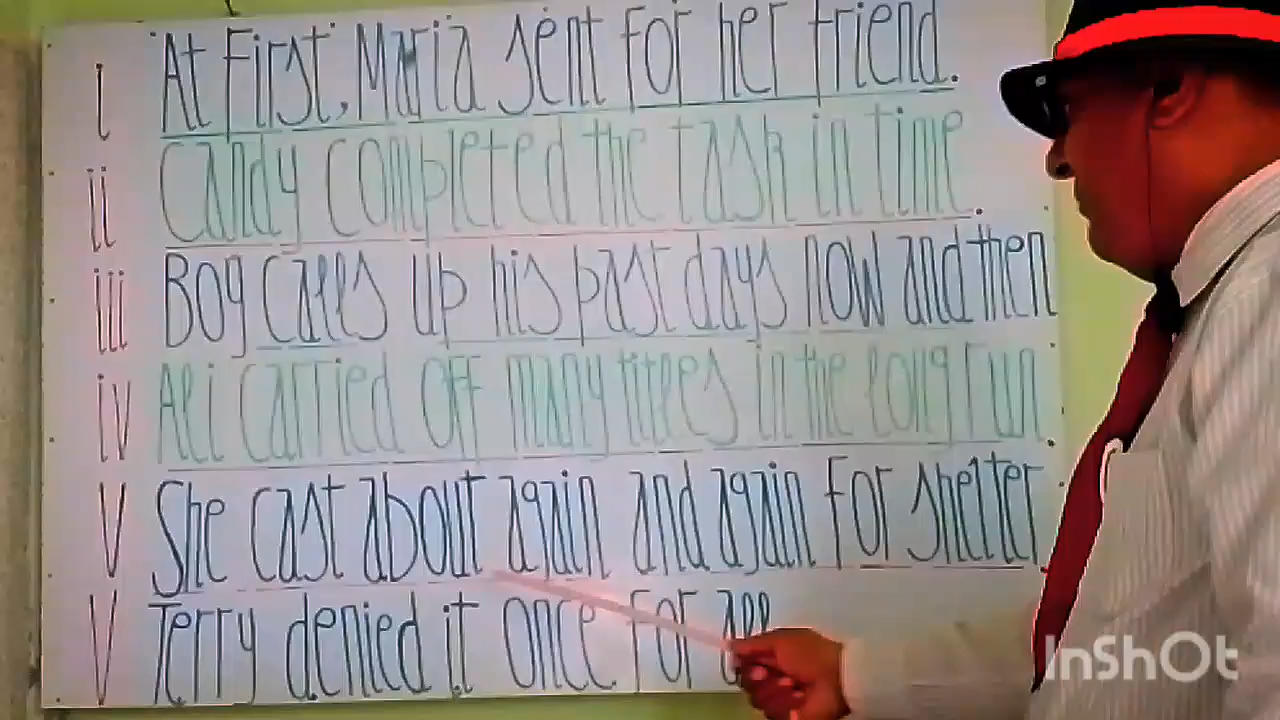 i At First, Maria sent for her friend.
ii Candy completed the task in time.
iii Boy calls up his past days now and then
iv Ali carried off many titles in the long run.
V She cast about again and again for shelter
V Terry denied it once for all
InShOt